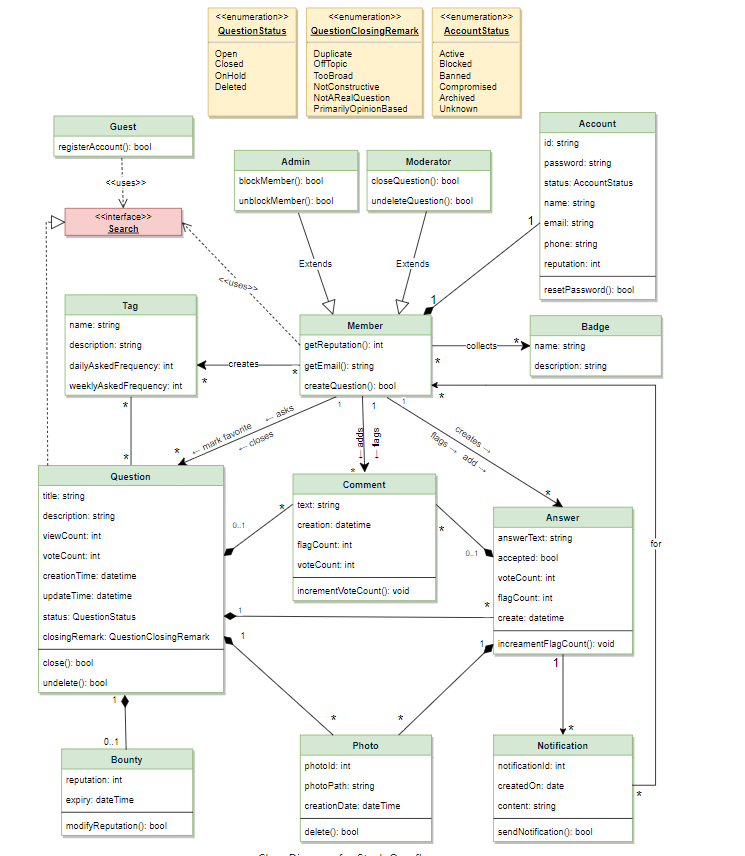 <<enumeration>>
QuestionStatus
Open
Closed
OnHold
Deleted
<<enumeration>>
QuestionClosingRemark
Duplicate
OffTopic
TooBroad
NotConstructive
NotARealQuestion
PrimarilyOpinionBased
<<enumeration>>
AccountStatus
Active
Blocked
Banned
Compromised
Archived
Unknown
Guest
registerAccount(): bool
<<uses>>
<<interface>>
Search
Admin
blockMember(): bool
unblockMember(): bool
Moderator
closeQuestion(): bool
undeleteQuestion(): bool
Account
id: string
password: string
status: AccountStatus
name: string
email: string
phone: string
reputation: int
resetPassword(): bool
1
Extends
Extends
<<uses>>
1
Tag
name: string
description: string
dailyAskedFrequency: int
weeklyAskedFrequency: int
creates
*
*
Member
getReputation(): int
getEmail(): string
createQuestion(): bool
collects
*
*
Badge
name: string
description: string
*
*
*
← mark favorite
← asks
← closes
*
1
← adds
1
flags →
*
1
creates →
flags →
add →
*
*
Question
title: string
description: string
viewCount: int
voteCount: int
creationTime: datetime
updateTime: datetime
status: QuestionStatus
closingRemark: QuestionClosingRemark
close(): bool
undelete(): bool
0..1
*
Comment
text: string
creation: datetime
flagCount: int
voteCount: int
incrementVoteCount(): void
*
0..1
Answer
answerText: string
accepted: bool
voteCount: int
flagCount: int
create: datetime
increamentFlagCount(): void
for
1
*
1
*
1
*
1
*
1
0..1
Bounty
reputation: int
expiry: dateTime
modifyReputation(): bool
Photo
photoId: int
photoPath: string
creationDate: dateTime
delete(): bool
Notification
notificationId: int
createdOn: date
content: string
sendNotification(): bool
*